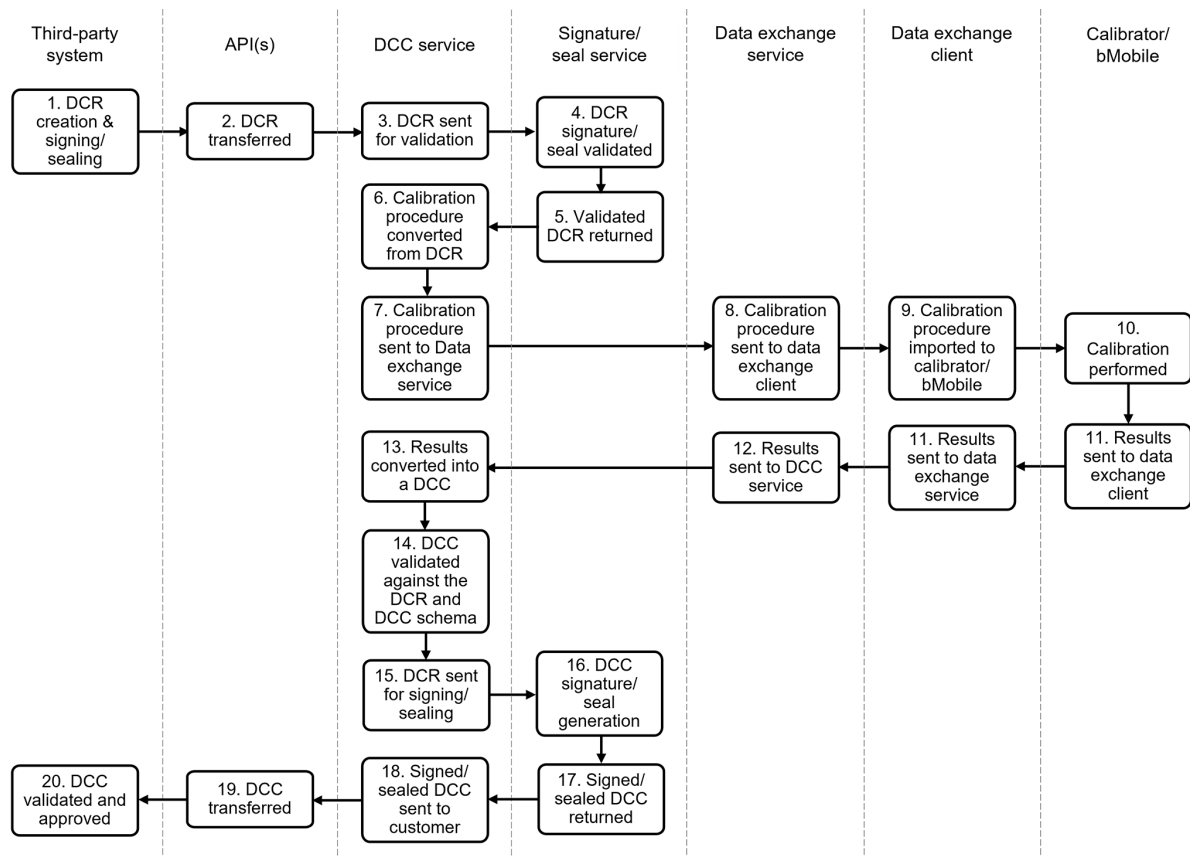 Third-party
system
API(s)
DCC service
Signature/
seal service
Data exchange
service
Data exchange
client
Calibrator/
bMobile
1. DCR
creation &
signing/
sealing
2. DCR
transferred
3. DCR sent
for validation
4. DCR
signature/
seal validated
5. Validated
DCR returned
6. Calibration
procedure
converted
from DCR
7. Calibration
procedure
sent to Data
exchange
service
8. Calibration
procedure
sent to data
exchange
client
9. Calibration
procedure
imported to
calibrator/
bMobile
10.
Calibration
performed
11. Results
sent to data
exchange
client
11. Results
sent to data
exchange
service
12. Results
sent to DCC
service
13. Results
converted into
a DCC
14. DCC
validated
against the
DCR and
DCC schema
15. DCR sent
for signing/
sealing
16. DCC
signature/
seal
generation
17. Signed/
sealed DCC
returned
18. Signed/
sealed DCC
sent to
customer
19. DCC
transferred
20. DCC
validated and
approved